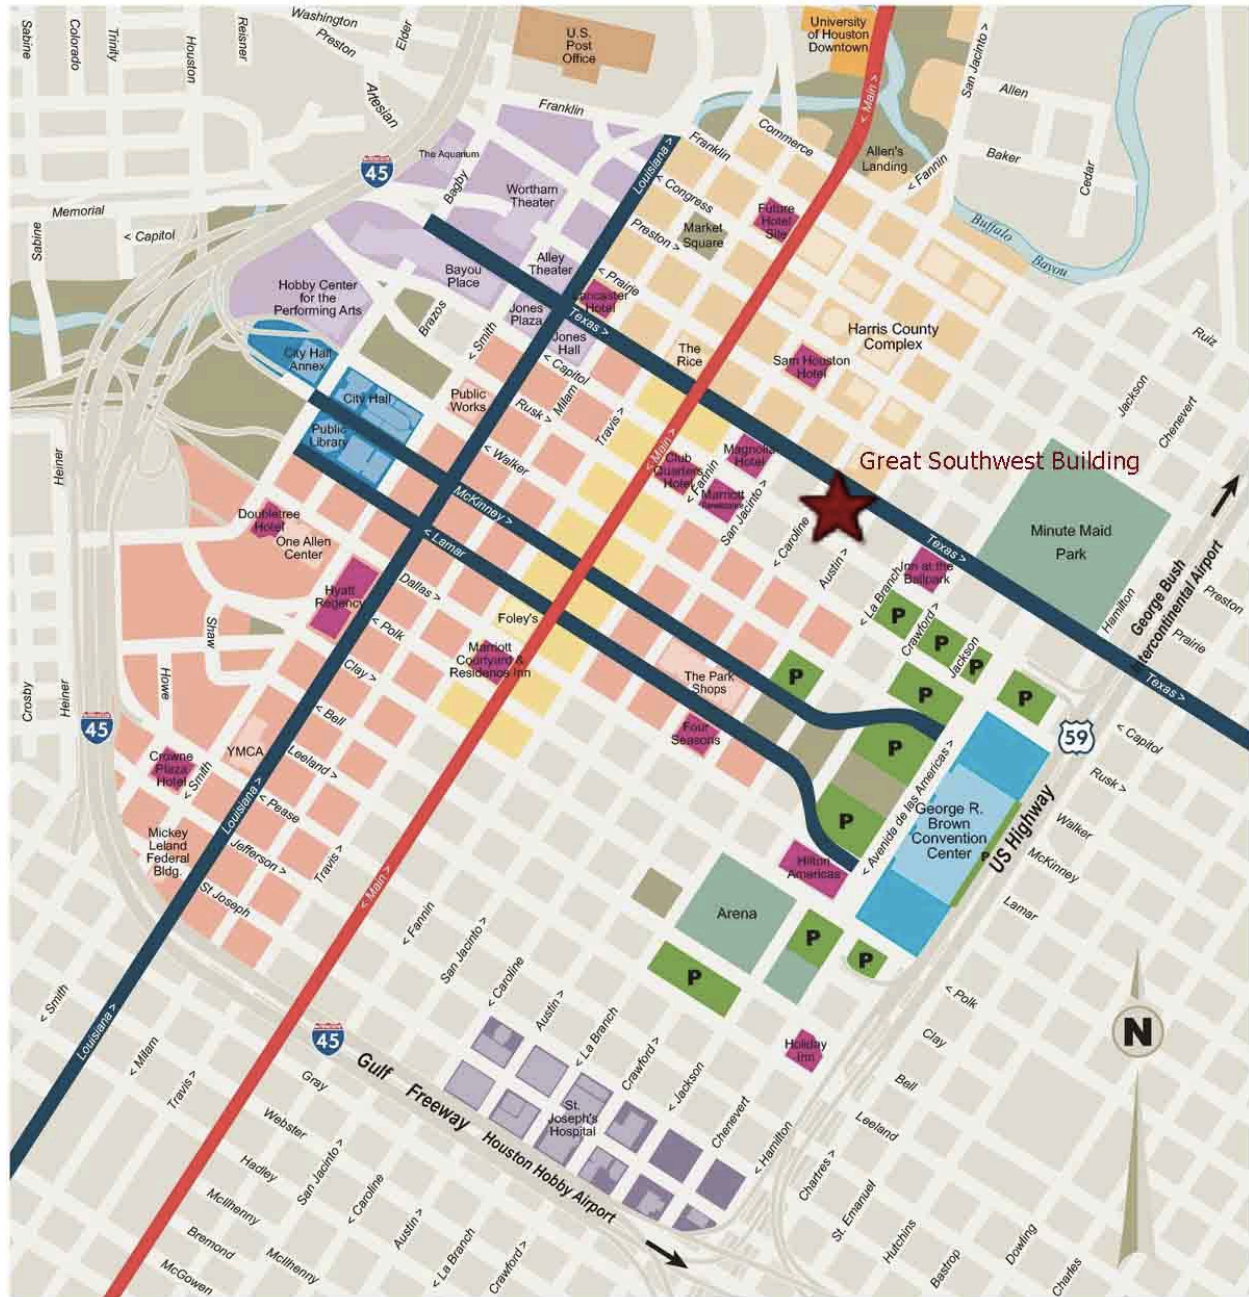 Sabine
Colorado
Trinity
Houston
Reisner
Washington
Preston
Elder
Artesian
U.S.
Post
Office
University
of Houston
Downtown
< Main >
San Jacinto >
Allen
Baker
Cedar
Franklin
The Aquarium
Bagby
Wortham
Theater
Louisiana >
Franklin
Commerce
Allen's
Landing
< Fannin
45
Memorial
Sabine
< Capitol
< Congress
Preston >
Market
Square
Future
Hotel
Site
Buffalo
Bayou
Hobby Center
for the
Performing Arts
Bayou
Place
Alley
Theater
< Prairie
Lancaster
Hotel
Jones
Plaza
Texas >
Jones
Hall
Brazos
< Smith
< Capitol
The
Rice
Sam Houston
Hotel
Harris County
Complex
Ruiz
Jackson
Chenevert
City Hall
Annex
City Hall
Public
Library
Public
Works
Rusk >
Milam
Travis >
< Walker
< Main >
Club
Quarters
Hotel
< Fannin
Magnolia
Hotel
Marriott
San Jacinto >
Great Southwest Building
< Caroline
Austin >
Heiner
McKinney >
< Lamar
Doubletree
Hotel
One Allen
Center
Hyatt
Regency
Dallas >
< Polk
Foley's
Marriott
Courtyard &
Residence Inn
Texas >
Minute Maid
Park
Inn at the
Ballpark
< La Branch
Crawford >
Jackson
Hamilton
George Bush
Intercontinental Airport
Preston
Prairie
Texas >
Shaw
Howe
Crosby
Heiner
Clay >
< Bell
Leeland >
The Park
Shops
Four
Seasons
P
P
P
P
P
P
P
P
59
< Capitol
Rusk >
Walker
McKinney
Lamar
45
YMCA
Crowne
Plaza
Hotel
< Smith
Louisiana >
< Pease
Jefferson >
St Joseph
Travis >
Mickey
Leland
Federal
Bldg.
< Avenida de las Americas >
George R.
Brown
Convention
Center
P
US Highway
Hilton
Americas
Arena
P
P
P
< Main >
< Fannin
San Jacinto >
< Caroline
Austin >
< La Branch
Crawford >
< Jackson
Chenevert
< Hamilton
< Polk
Clay
Bell
Leeland
N
Holiday
Inn
< Smith
Louisiana >
< Milam
Travis >
45
Gulf Freeway
Houston Hobby Airport
St.
Joseph's
Hospital
Gray
Webster
Hadley
McIlhenny
Bremond
McGowen
McIlhenny
San Jacinto >
< Caroline
Austin >
< La Branch
Crawford >
Chartres >
St. Emanuel
Hutchins
Bastrop
Dowling
Charles